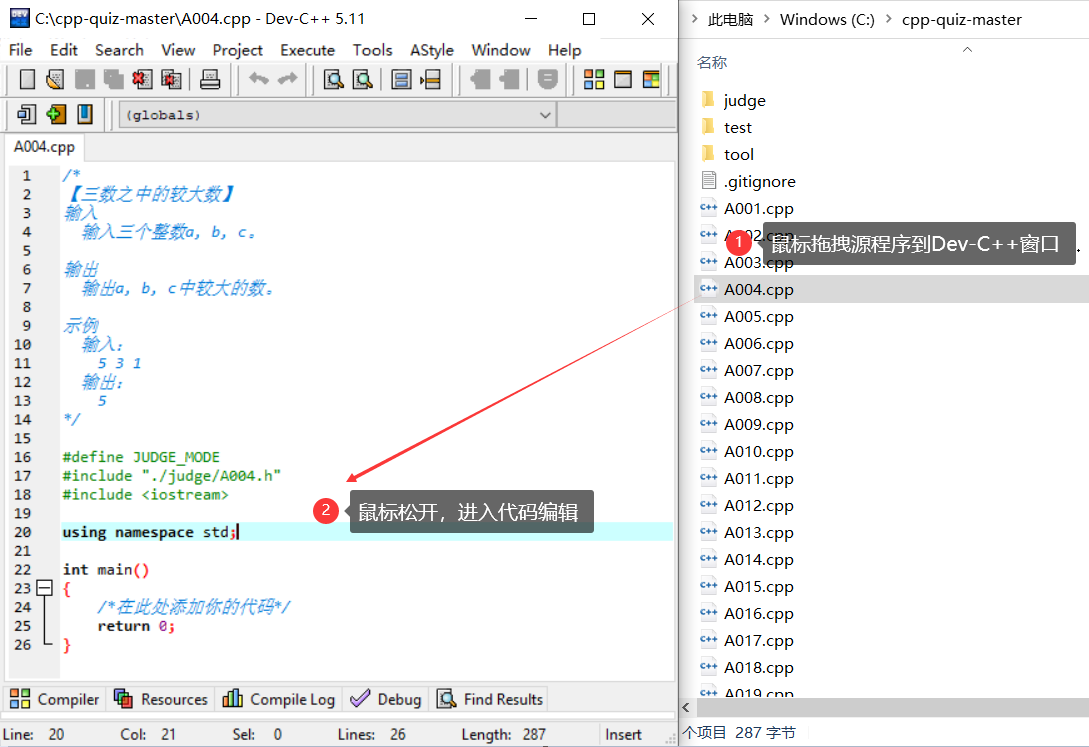 C:\cpp-quiz-master\A004.cpp - Dev-C++ 5.11
File Edit Search View Project Execute Tools AStyle Window Help
(globals)
A004.cpp
1 /*
2 【三数之中的较大数】
3 输入
4 输入三个整数a，b，c。
5
6 输出
7 输出a，b，c中较大的数。
8
9 示例
10 输入：
11 5 3 1
12 输出：
13 5
14 */
15
16 #define JUDGE_MODE
17 #include "./judge/A004.h"
18 #include <iostream>
19
20 using namespace std;
21
22 int main()
23 {
24 /*在此处添加你的代码*/
25 return 0;
26 }
2 鼠标松开，进入代码编辑
Compiler Resources Compile Log Debug Find Results
Line: 20 Col: 21 Sel: 0 Lines: 26 Length: 287 Insert
此电脑 > Windows (C:) > cpp-quiz-master
名称
judge
test
tool
.gitignore
A001.cpp
1 鼠标拖拽源程序到Dev-C++窗口
A003.cpp
A004.cpp
A005.cpp
A006.cpp
A007.cpp
A008.cpp
A009.cpp
A010.cpp
A011.cpp
A012.cpp
A013.cpp
A014.cpp
A015.cpp
A016.cpp
A017.cpp
A018.cpp
A019.cpp
个项目 287 字节